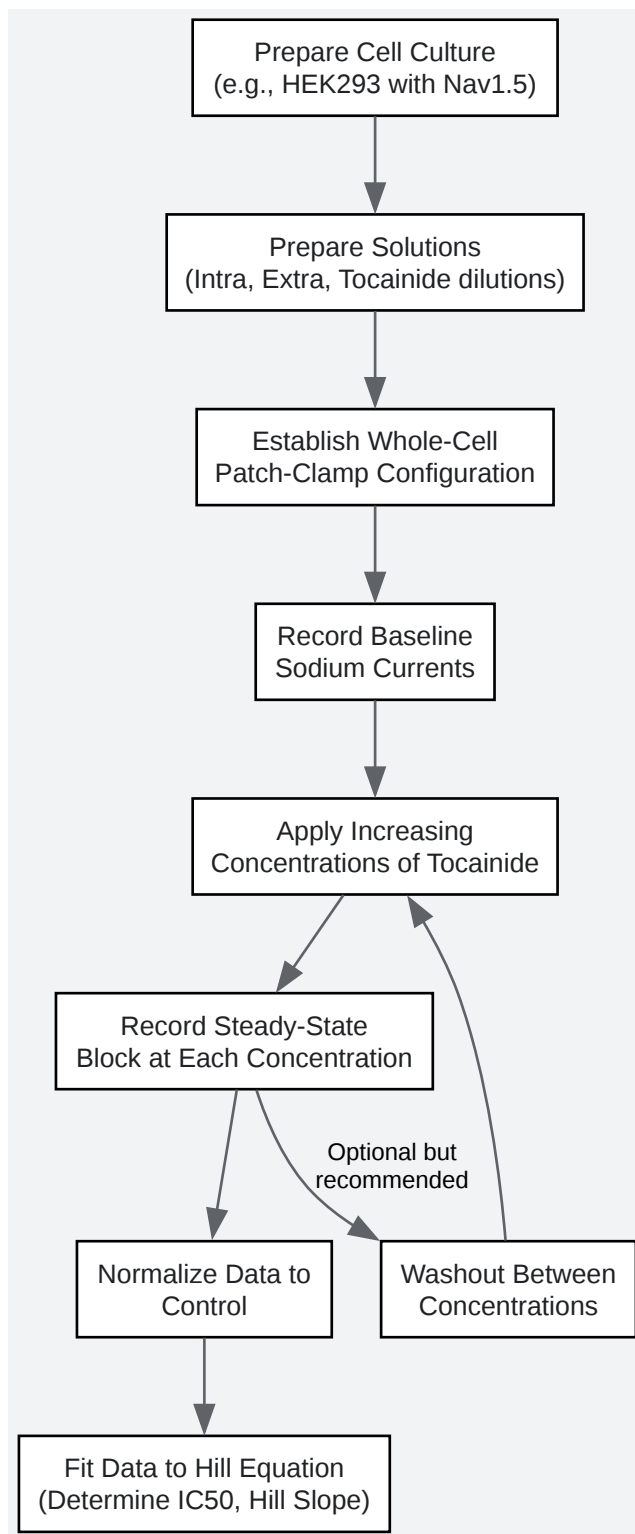 Prepare Cell Culture
(e.g., HEK293 with Nav1.5)
Prepare Solutions
(Intra, Extra, Tocainide dilutions)
Establish Whole-Cell
Patch-Clamp Configuration
Record Baseline
Sodium Currents
Apply Increasing
Concentrations of Tocainide
Record Steady-State
Block at Each Concentration
Optional but
recommended
Normalize Data to
Control
Washout Between
Concentrations
Fit Data to Hill Equation
(Determine IC50, Hill Slope)